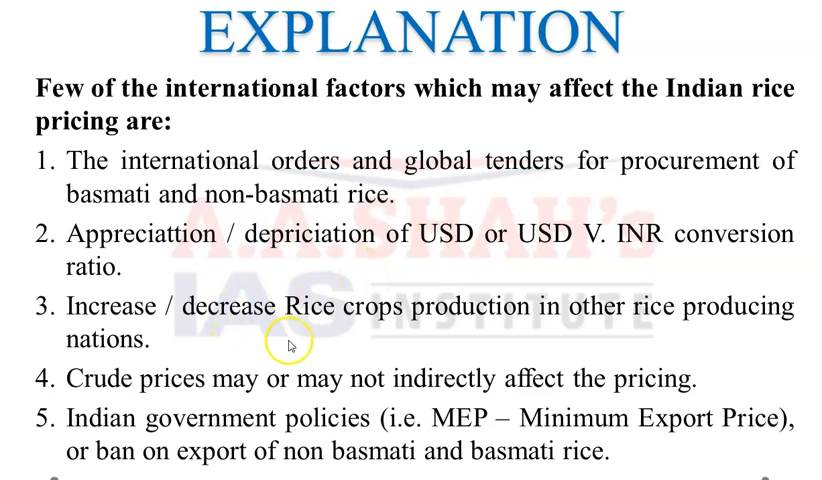 EXPLANATION
Few of the international factors which may affect the Indian rice
pricing are:
1. The international orders and global tenders for procurement of
basmati and non-basmati rice.
2. Appreciattion / depriciation of USD or USD V. INR conversion
ratio.
3. Increase / decrease Rice crops production in other rice producing
nations.
4. Crude prices may or may not indirectly affect the pricing.
5. Indian government policies (i.e. MEP – Minimum Export Price),
or ban on export of non basmati and basmati rice.
A.A.SHAH's
IAS INSTITUTE